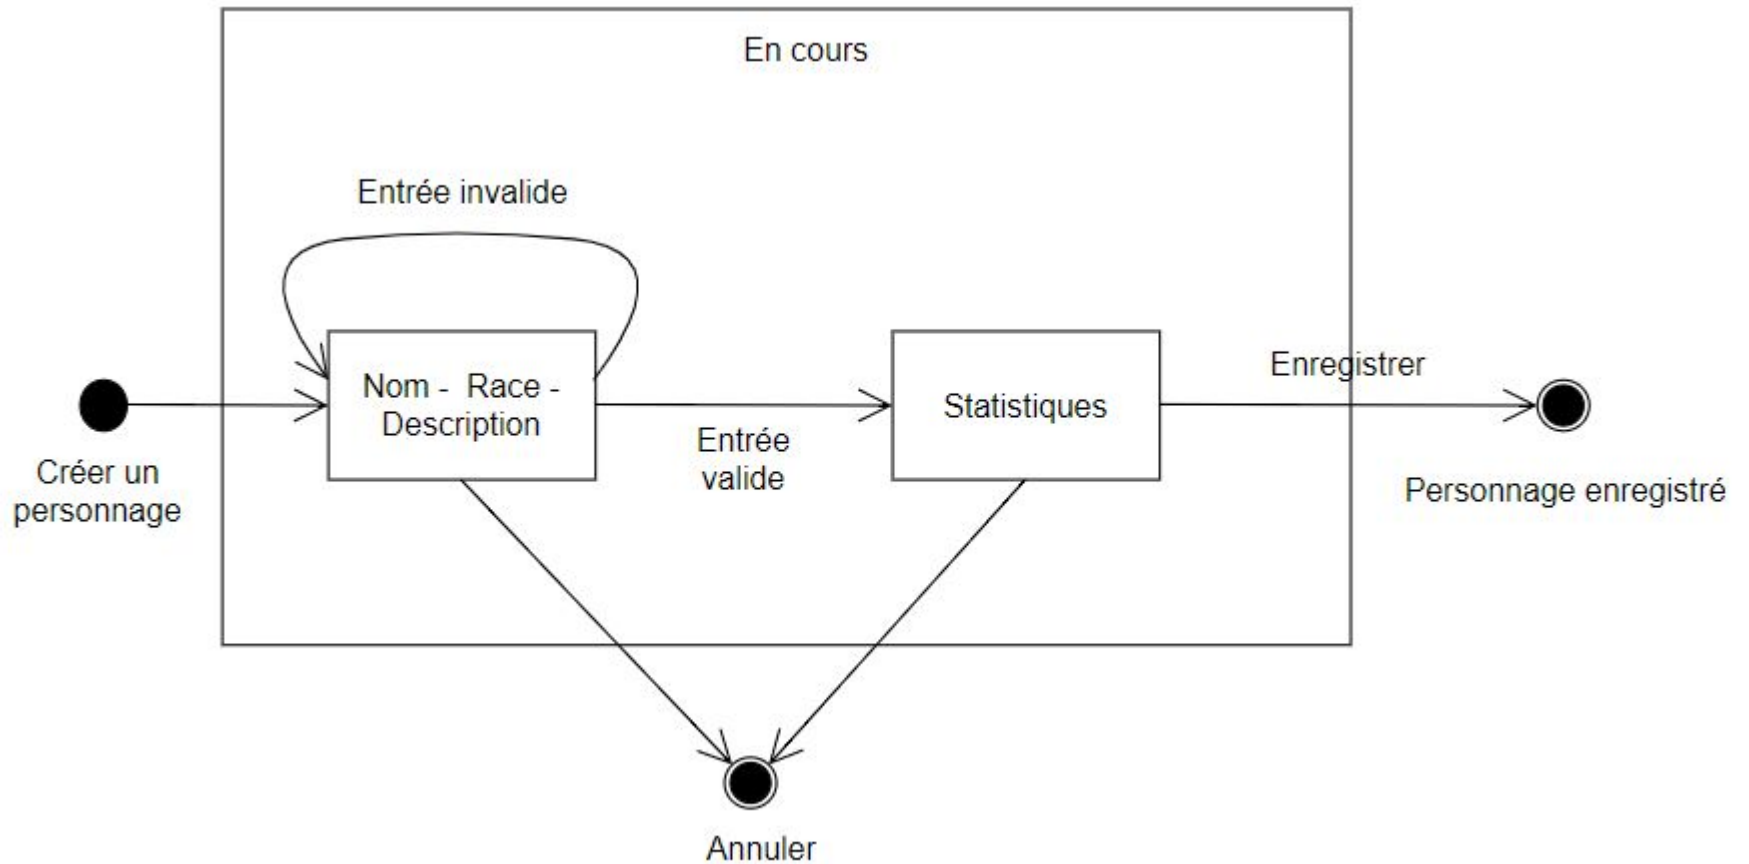 En cours
Entrée invalide
Nom -  Race -
Description
Entrée
valide
Statistiques
Enregistrer
Créer un
personnage
Personnage enregistré
Annuler